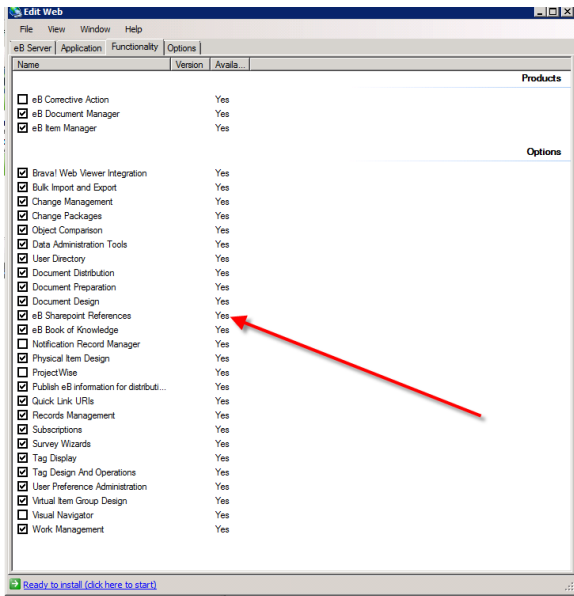 Edit Web
File View Window Help
eB Server Application Functionality Options
Name Version Availa...
Products
eB Corrective Action Yes
eB Document Manager Yes
eB Item Manager Yes
Options
Brava! Web Viewer Integration Yes
Bulk Import and Export Yes
Change Management Yes
Change Packages Yes
Object Comparison Yes
Data Administration Tools Yes
User Directory Yes
Document Distribution Yes
Document Preparation Yes
Document Design Yes
eB Sharepoint References Yes
eB Book of Knowledge Yes
Notification Record Manager Yes
Physical Item Design Yes
ProjectWise Yes
Publish eB information for distributi... Yes
Quick Link URIs Yes
Records Management Yes
Subscriptions Yes
Survey Wizards Yes
Tag Display Yes
Tag Design And Operations Yes
User Preference Administration Yes
Virtual Item Group Design Yes
Visual Navigator Yes
Work Management Yes
Ready to install (click here to start)